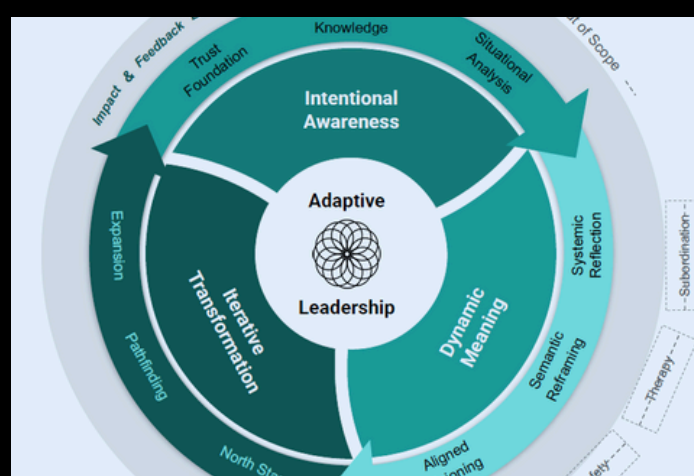 Impact & Feedback
Knowledge
of Scope
Trust
Foundation
Situational
Analysis
Intentional
Awareness
Adaptive
Leadership
Systemic
Reflection
Subordination
Expansion
Iterative
Transformation
Dynamic
Meaning
Semantic
Reframing
Pathfinding
Therapy
North
Aligned